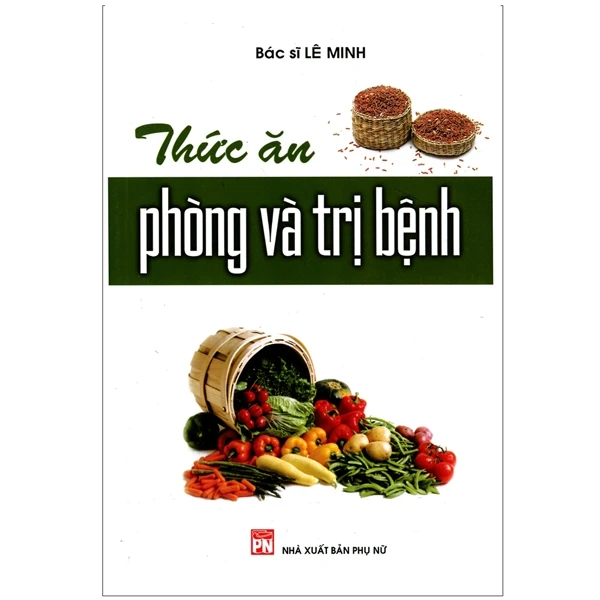 Bác sĩ LÊ MINH
Thức ăn
phòng và trị bệnh
PN
NHÀ XUẤT BẢN PHỤ NỮ